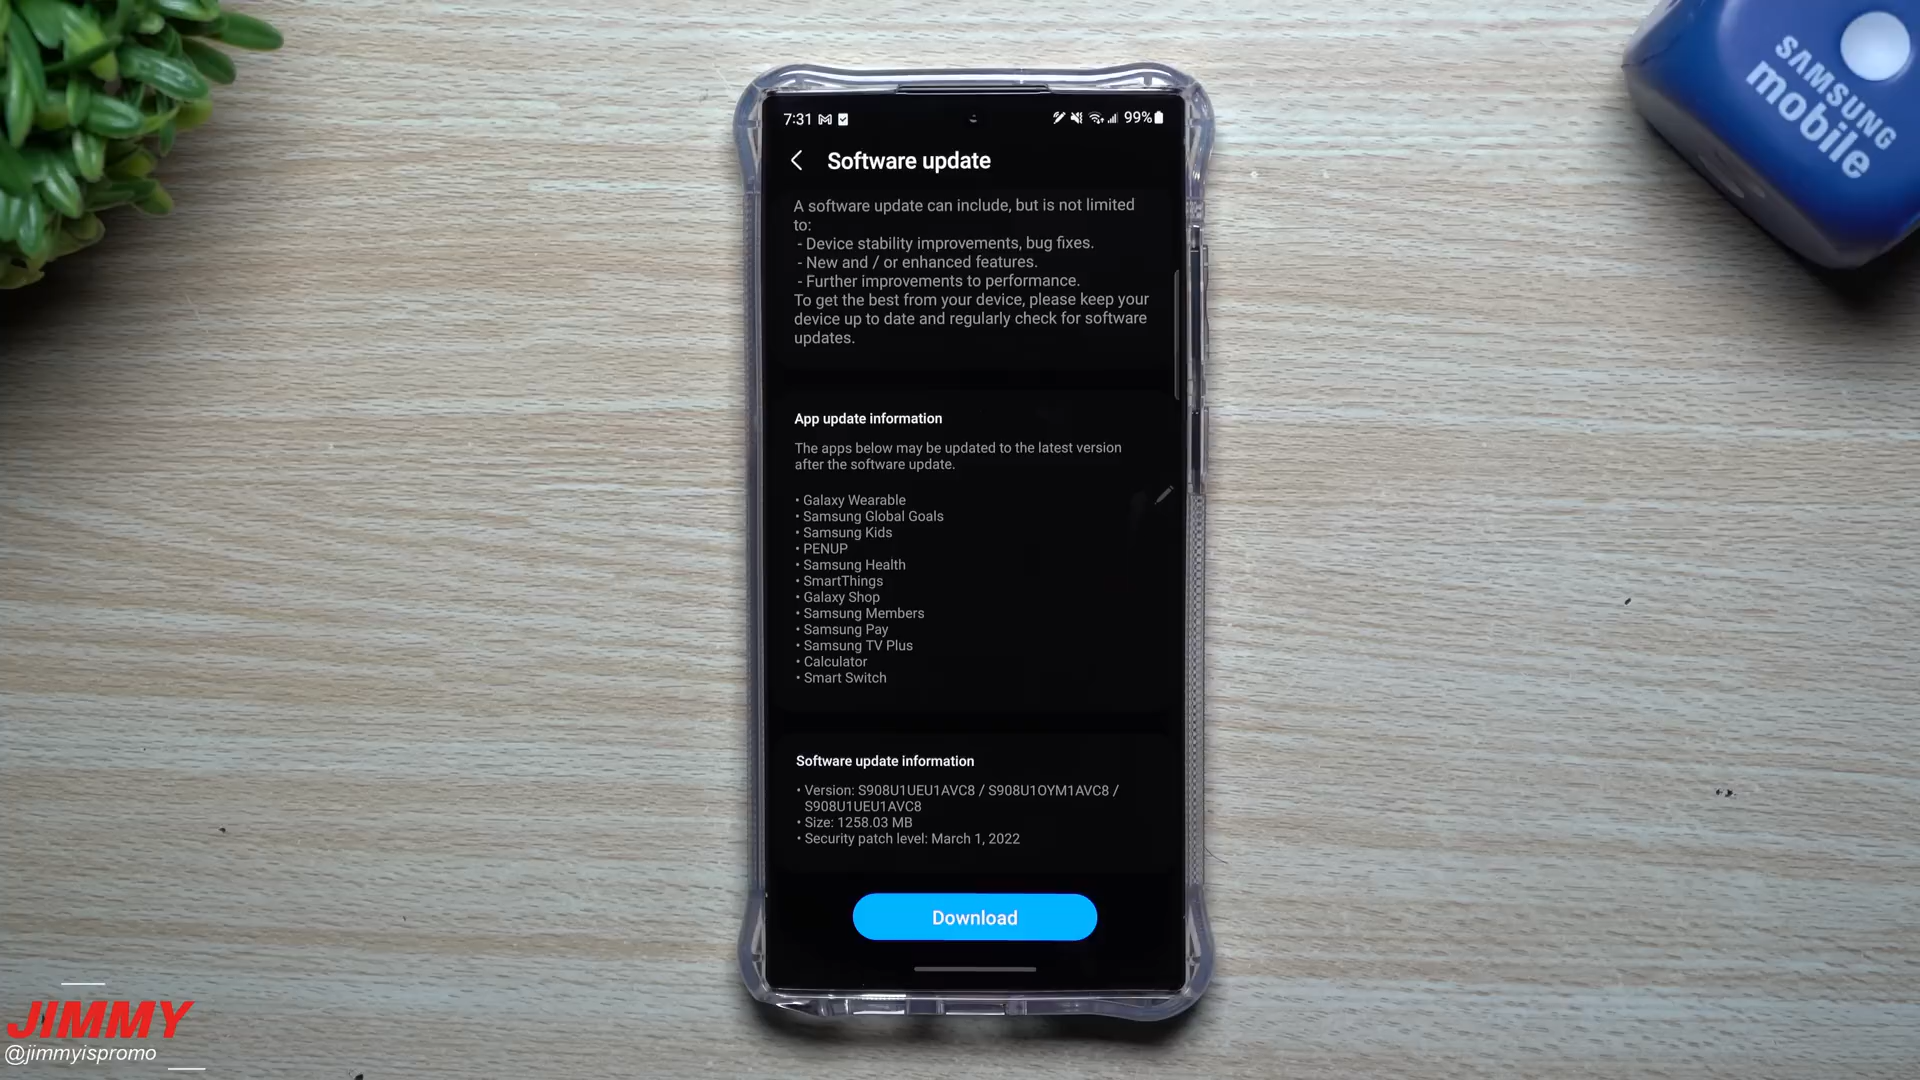 SAMSUNG
mobile
7:31
99%
Software update
A software update can include, but is not limited
to:
- Device stability improvements, bug fixes.
- New and / or enhanced features.
- Further improvements to performance.
To get the best from your device, please keep your
device up to date and regularly check for software
updates.
App update information
The apps below may be updated to the latest version
after the software update.
• Galaxy Wearable
• Samsung Global Goals
• Samsung Kids
• PENUP
• Samsung Health
• SmartThings
• Galaxy Shop
• Samsung Members
• Samsung Pay
• Samsung TV Plus
• Calculator
• Smart Switch
Software update information
• Version: S908U1UEU1AVC8 / S908U1OYM1AVC8 /
S908U1UEU1AVC8
• Size: 1258.03 MB
• Security patch level: March 1, 2022
Download
JIMMY
@jimmyispromo